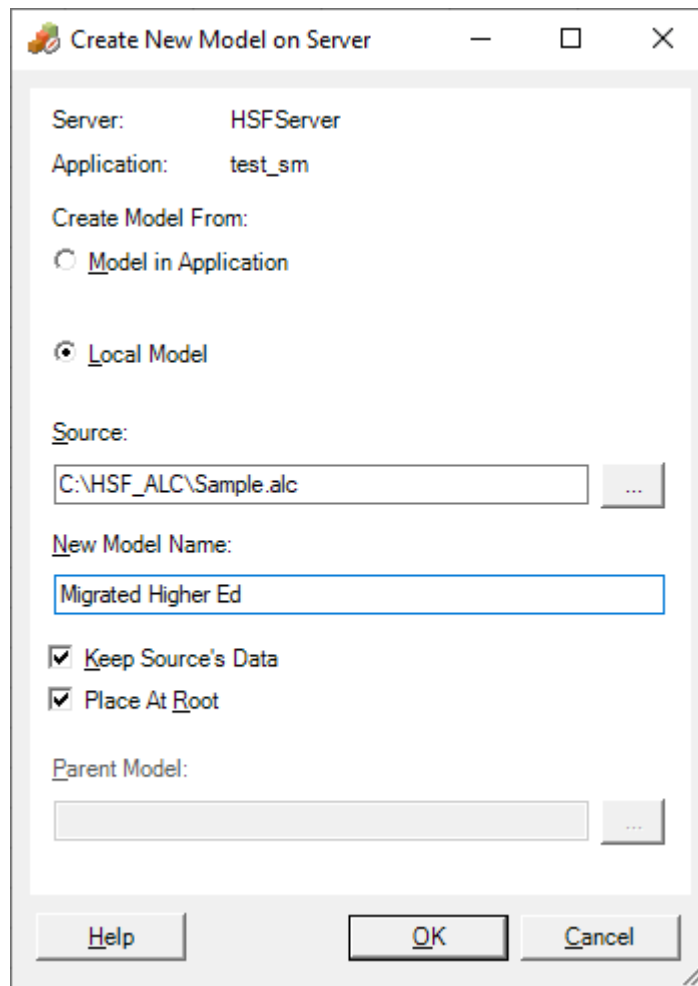 Create New Model on Server
Server: HSFServer
Application: test_sm
Create Model From:
Model in Application
Local Model
Source:
C:\HSF_ALC\Sample.alc
...
New Model Name:
Migrated Higher Ed
Keep Source's Data
Place At Root
Parent Model:
...
Help OK Cancel